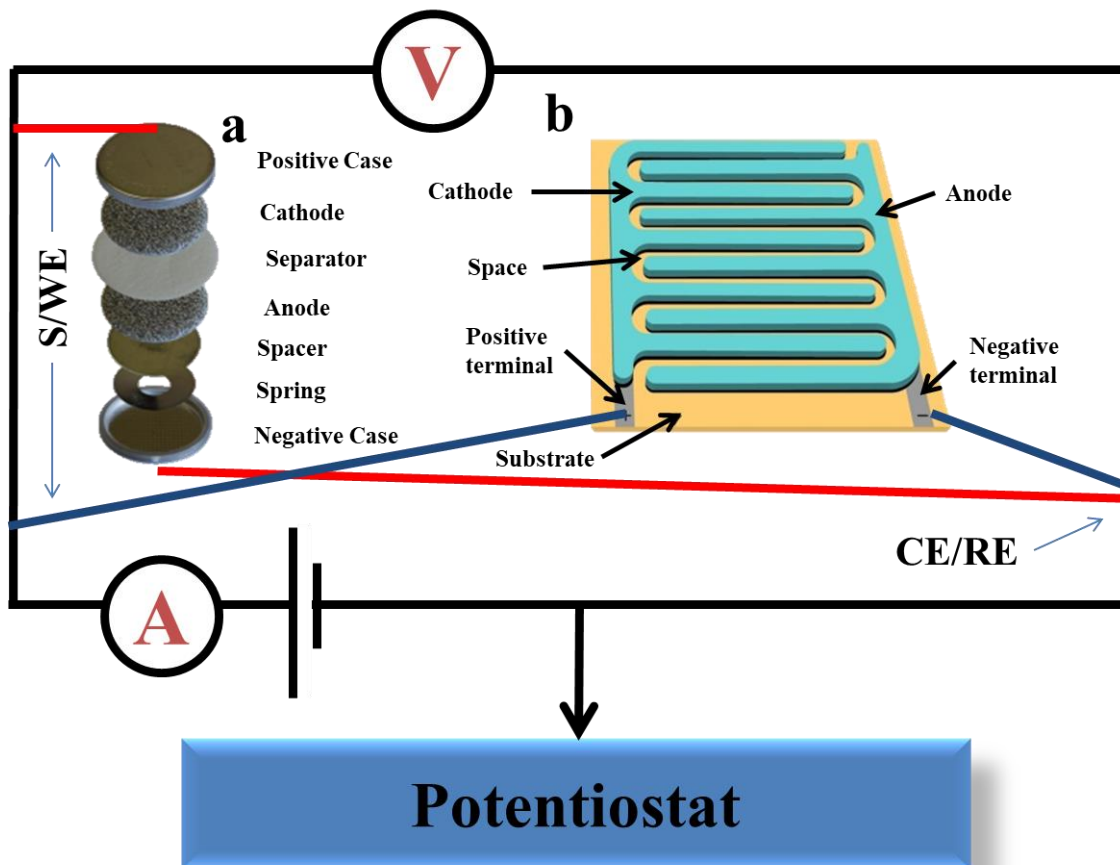 V
a
b
Positive Case
Cathode
Separator
Anode
Spacer
Spring
Negative Case
S/WE
Cathode
Anode
Space
Positive
terminal
Negative
terminal
+
−
Substrate
CE/RE
A
Potentiostat